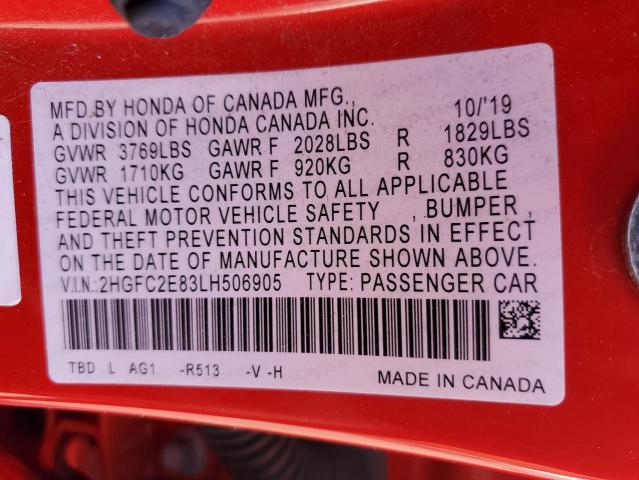 MFD.BY HONDA OF CANADA MFG., 10/'19
A DIVISION OF HONDA CANADA INC.
GVWR 3769LBS GAWR F 2028LBS R 1829LBS
GVWR 1710KG GAWR F 920KG R 830KG
THIS VEHICLE CONFORMS TO ALL APPLICABLE
FEDERAL MOTOR VEHICLE SAFETY , BUMPER ,
AND THEFT PREVENTION STANDARDS IN EFFECT
ON THE DATE OF MANUFACTURE SHOWN ABOVE.
V.I.N.:2HGFC2E83LH506905 TYPE: PASSENGER CAR
TBD L AG1 -R513 -V -H
MADE IN CANADA